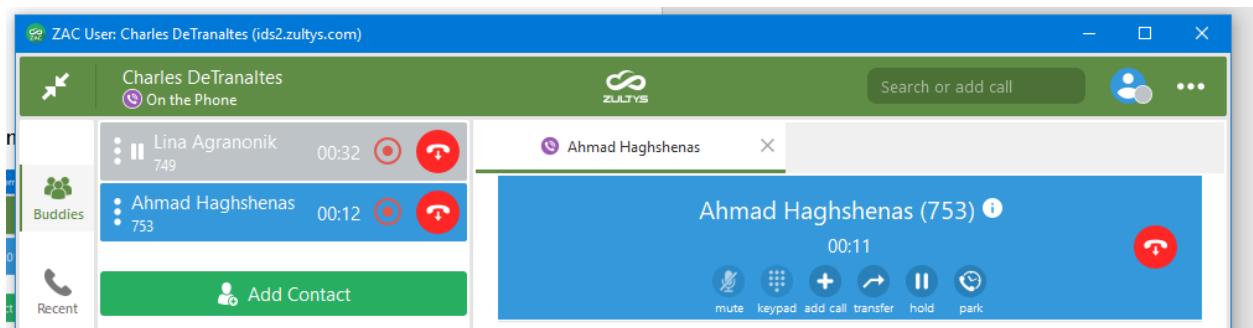 ZAC User: Charles DeTranaltes (ids2.zultys.com)
Charles DeTranaltes
On the Phone
ZULTYS
Search or add call
Buddies
Recent
Lina Agranonik
749
00:32
Ahmad Haghshenas
753
00:12
Add Contact
Ahmad Haghshenas
Ahmad Haghshenas (753)
00:11
mute keypad add call transfer hold park